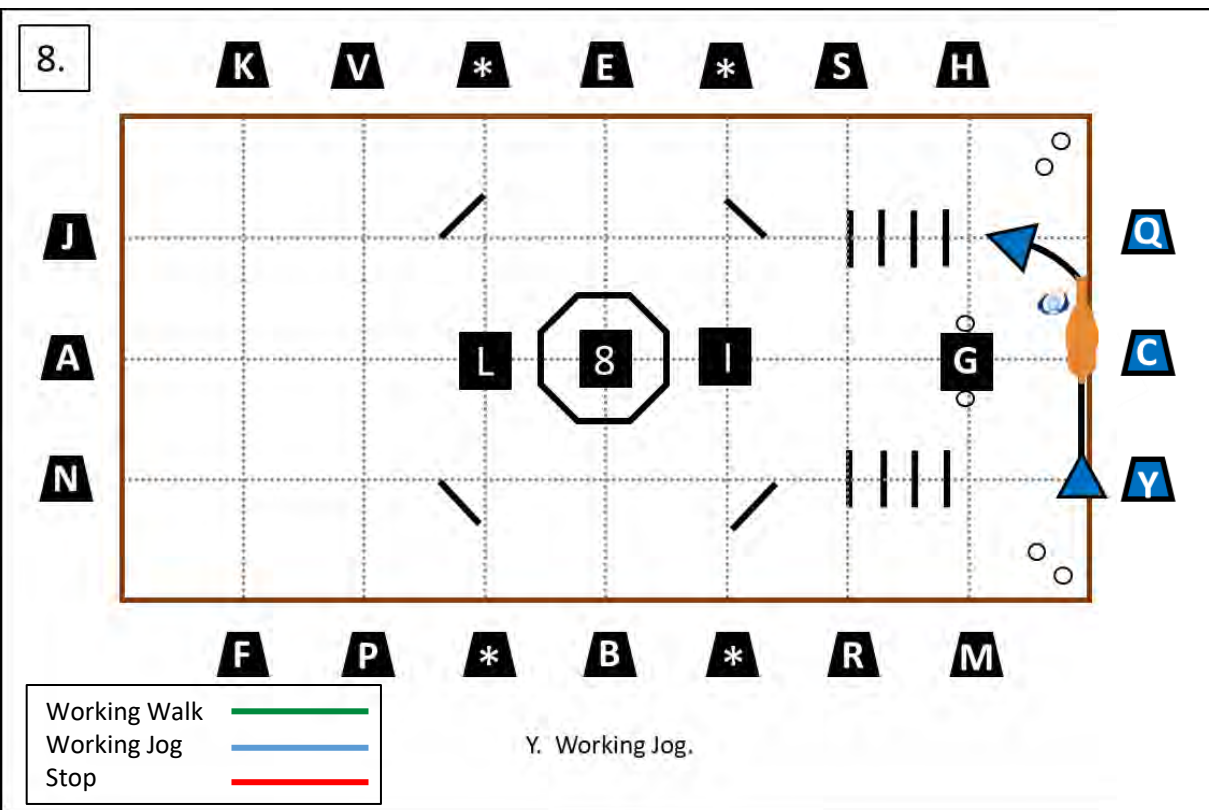 8.
K V * E * S H
J Q
L 8 I G
A C
N Y
F P * B * R M
Working Walk
Working Jog
Stop
Y. Working Jog.